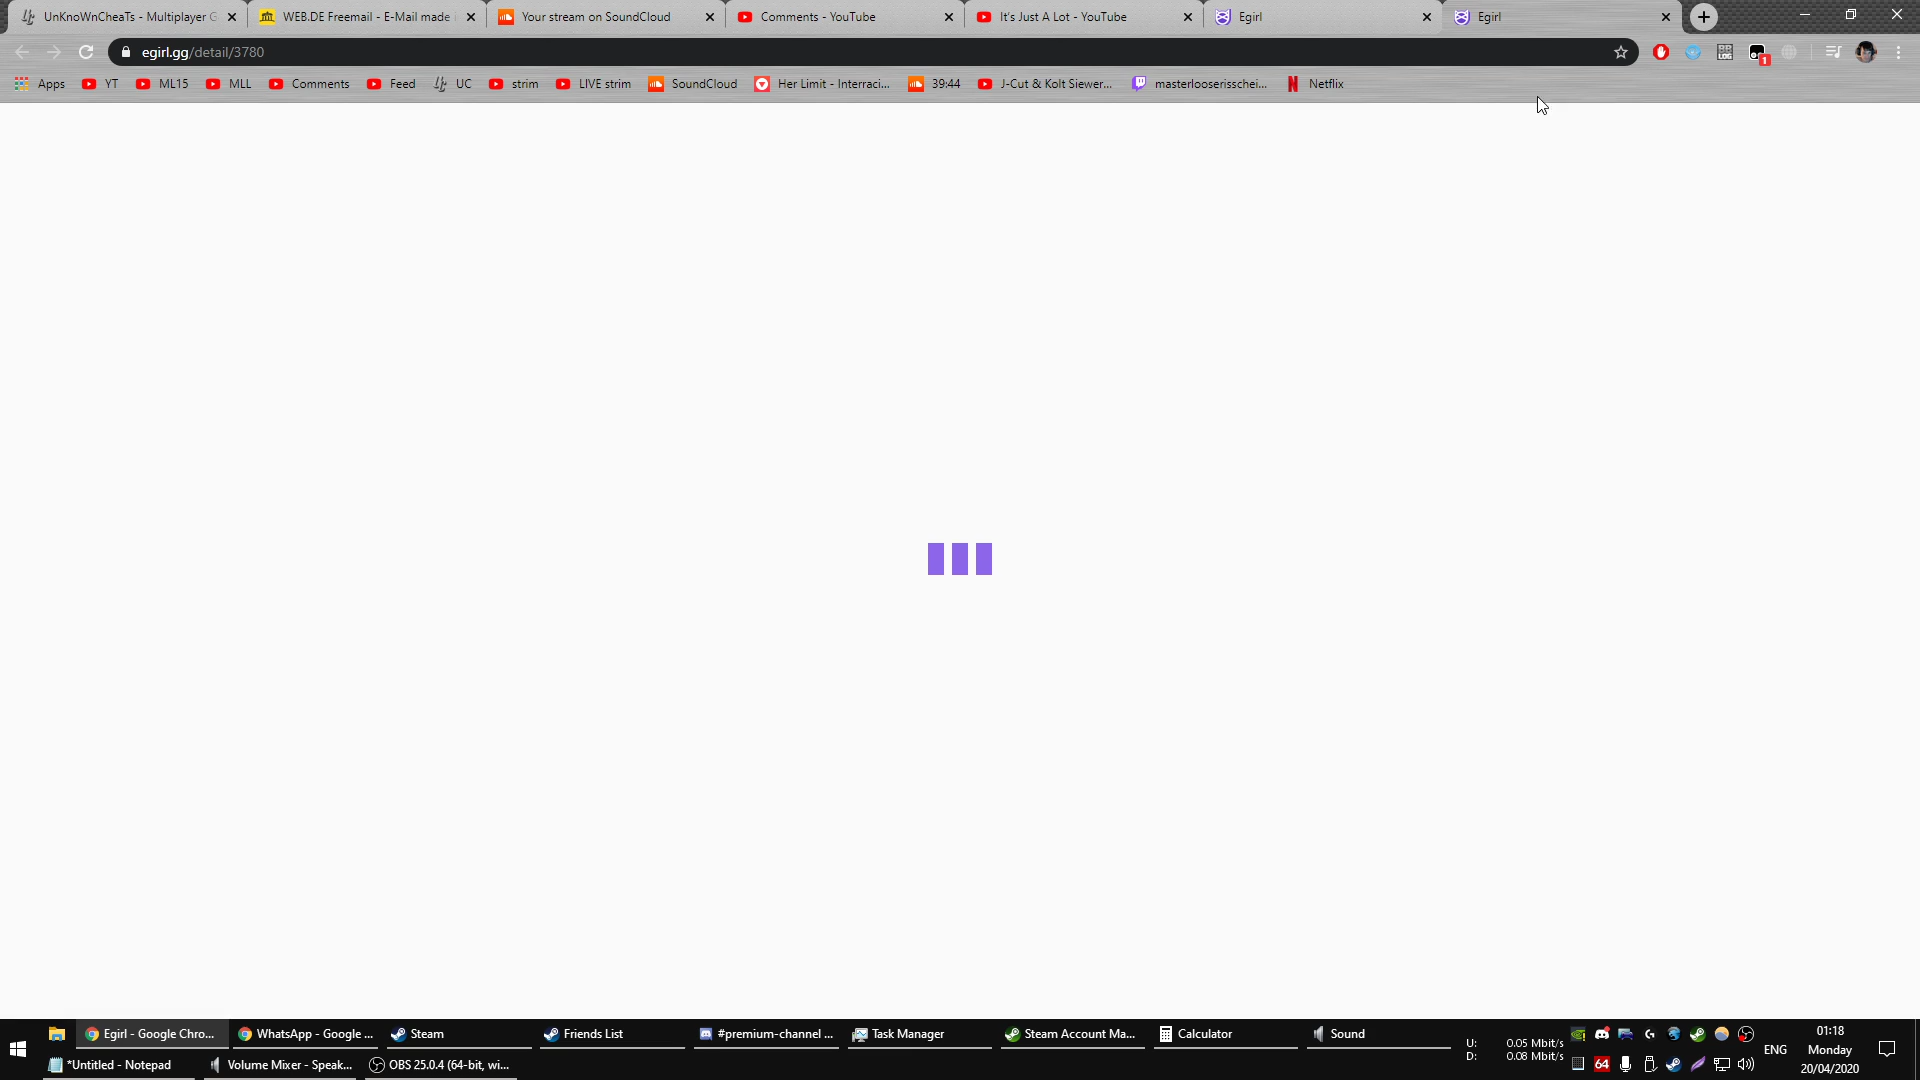 UnKnoWnCheaTs - Multiplayer G
WEB.DE Freemail - E-Mail made
Your stream on SoundCloud
Comments - YouTube
It's Just A Lot - YouTube
Egirl
Egirl
egirl.gg/detail/3780
1
Apps
YT
ML15
MLL
Comments
Feed
UC
strim
LIVE strim
SoundCloud
Her Limit - Interraci...
39:44
J-Cut & Kolt Siewer...
masterlooserisschei...
Netflix
Egirl - Google Chro...
WhatsApp - Google ...
Steam
Friends List
#premium-channel ...
Task Manager
Steam Account Ma...
Calculator
Sound
*Untitled - Notepad
Volume Mixer - Speak...
OBS 25.0.4 (64-bit, wi...
U: 0.05 Mbit/s
D: 0.08 Mbit/s
64
ENG
01:18
Monday
20/04/2020